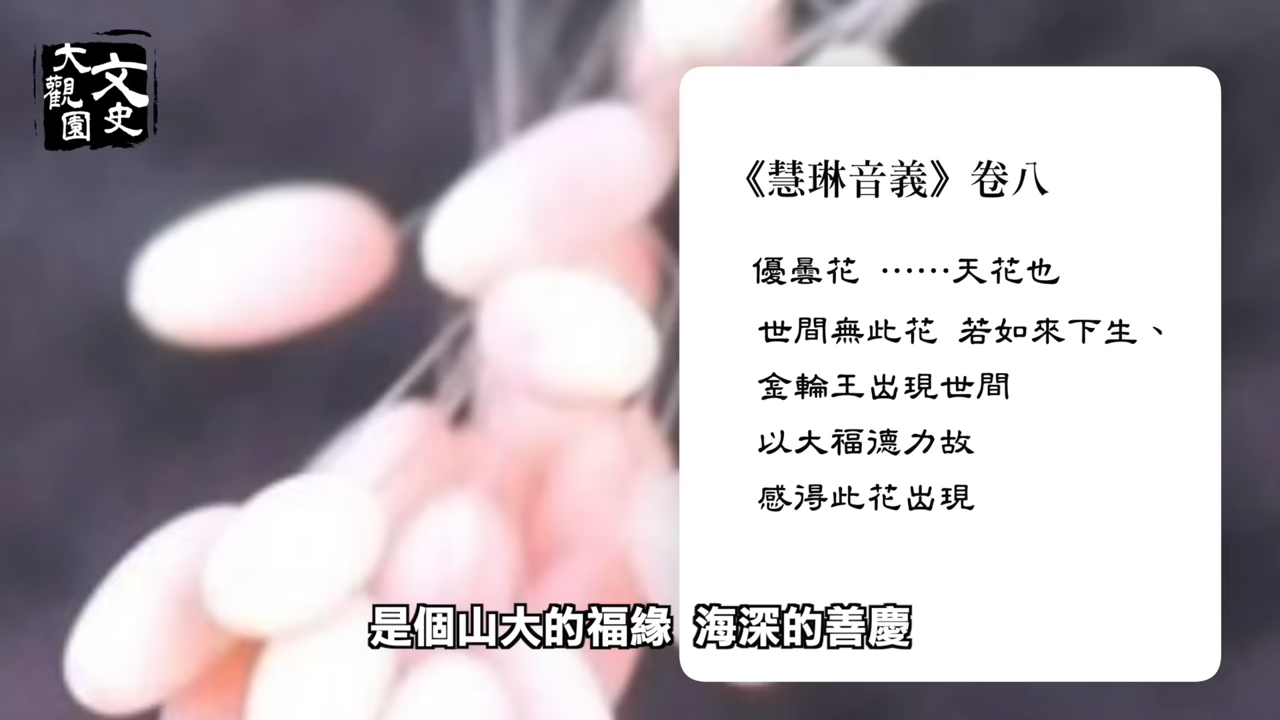 文史
大觀園
《慧琳音義》卷八
優曇花 ⋯⋯天花也
世間無此花 若如來下生、
金輪王出現世間
以大福德力故
感得此花出現
是個山大的福緣 海深的善慶